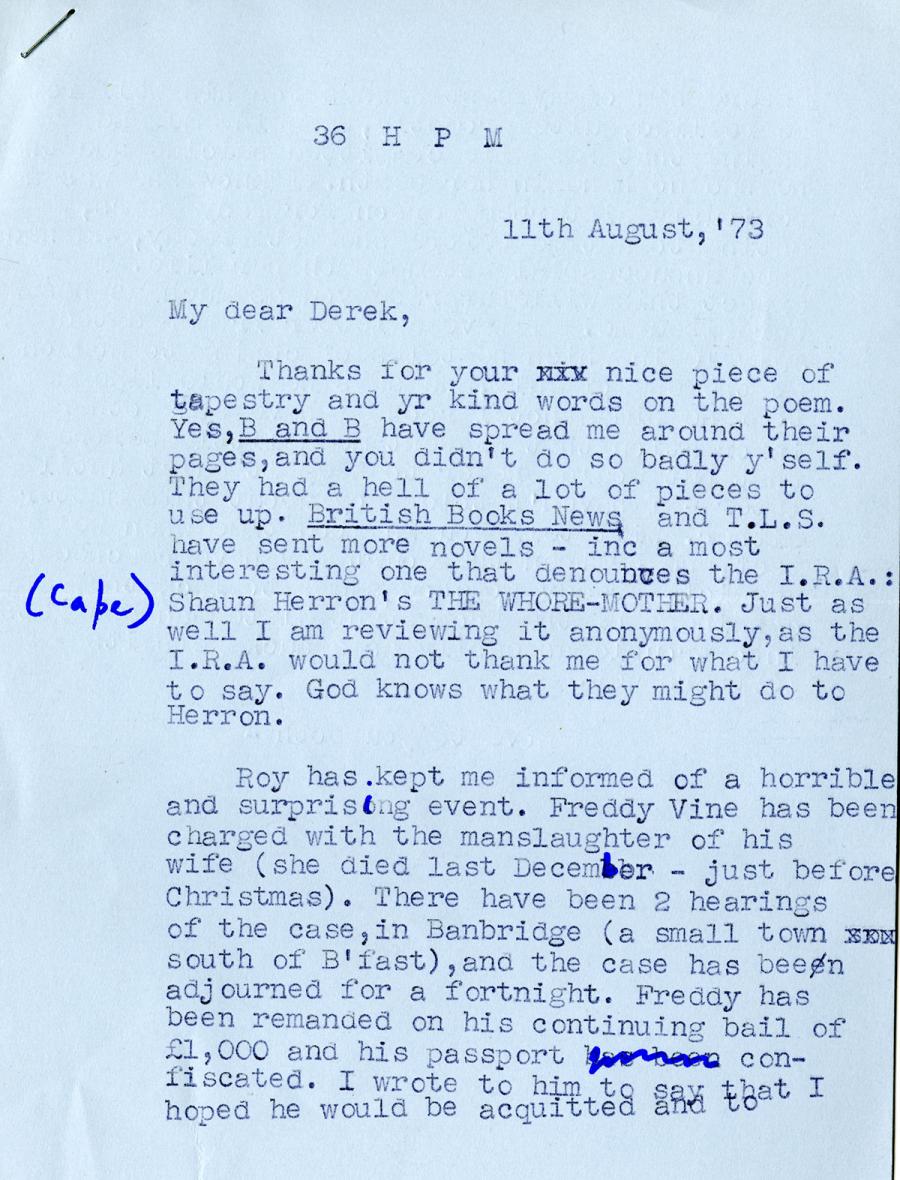 36 H P M
11th August,'73
My dear Derek,
Thanks for your xix nice piece of
tapestry and yr kind words on the poem.
Yes,B and B have spread me around their
pages,and you didn't do so badly y'self.
They had a hell of a lot of pieces to
use up. British Books News and T.L.S.
have sent more novels - inc a most
interesting one that denounces the I.R.A.:
(Cape) Shaun Herron's THE WHORE-MOTHER. Just as
well I am reviewing it anonymously,as the
I.R.A. would not thank me for what I have
to say. God knows what they might do to
Herron.
Roy has.kept me informed of a horrible
and surprising event. Freddy Vine has been
charged with the manslaughter of his
wife (she died last December - just before
Christmas). There have been 2 hearings
of the case,in Banbridge (a small town xxx
south of B'fast),and the case has been
adjourned for a fortnight. Freddy has
been remanded on his continuing bail of
£1,000 and his passport has been con-
fiscated. I wrote to him to say that I
hoped he would be acquitted and to